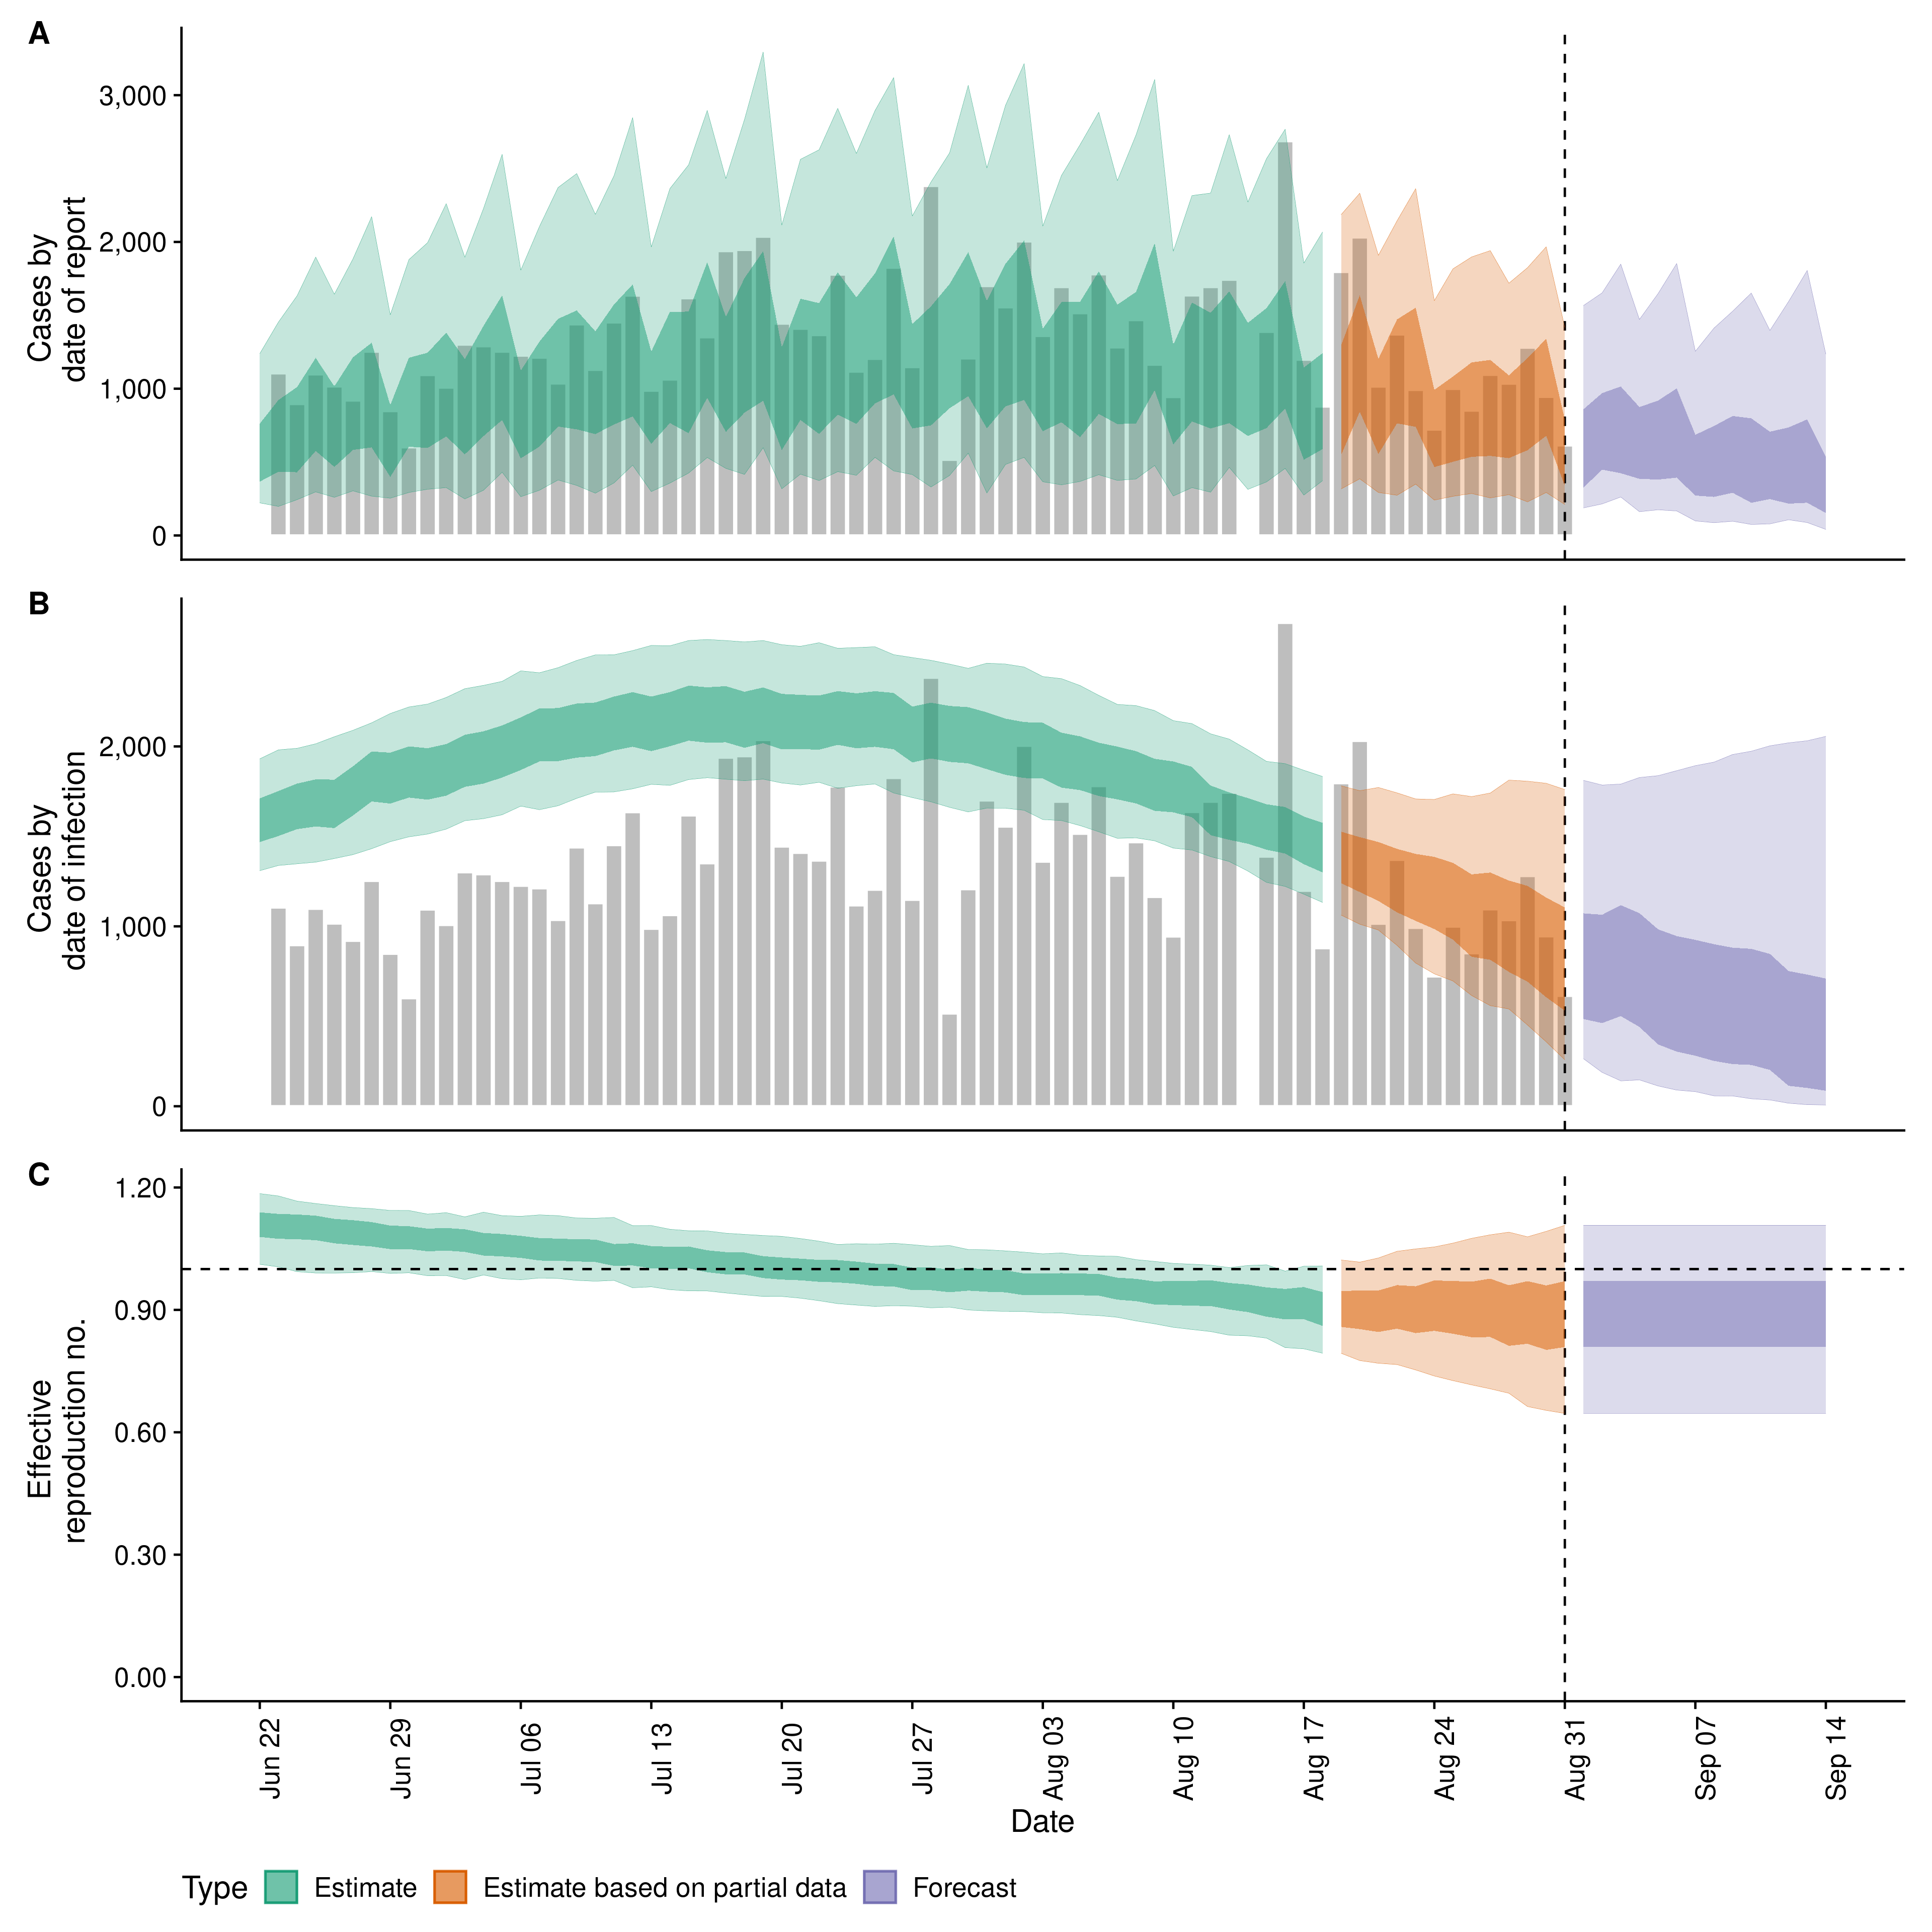 A
Cases by
date of report
3,000
2,000
1,000
0
B
Cases by
date of infection
2,000
1,000
0
C
Effective
reproduction no.
1.20
0.90
0.60
0.30
0.00
Jun 22
Jun 29
Jul 06
Jul 13
Jul 20
Jul 27
Aug 03
Aug 10
Aug 17
Aug 24
Aug 31
Sep 07
Sep 14
Date
Type Estimate Estimate based on partial data Forecast